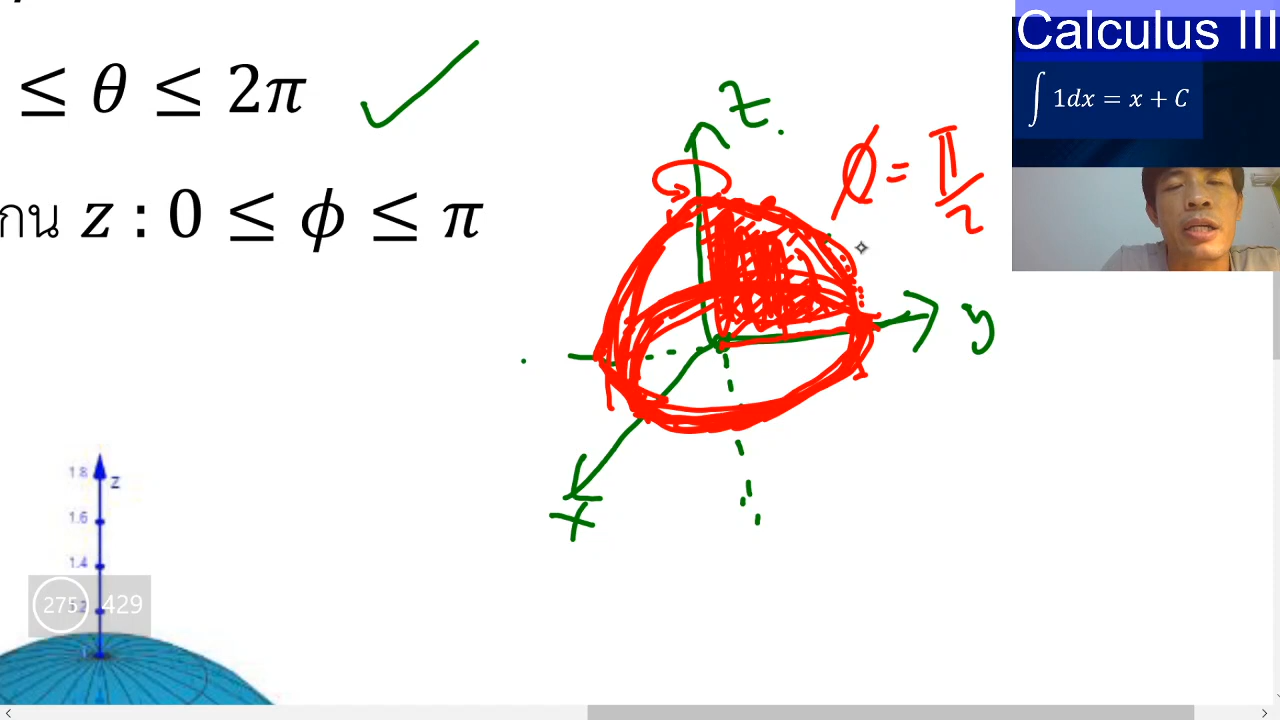 ≤ θ ≤ 2π
กน z : 0 ≤ ϕ ≤ π
z
ϕ = π/2
y
x
Calculus III
∫ 1dx = x + C
1.8
z
1.6
1.4
275
429